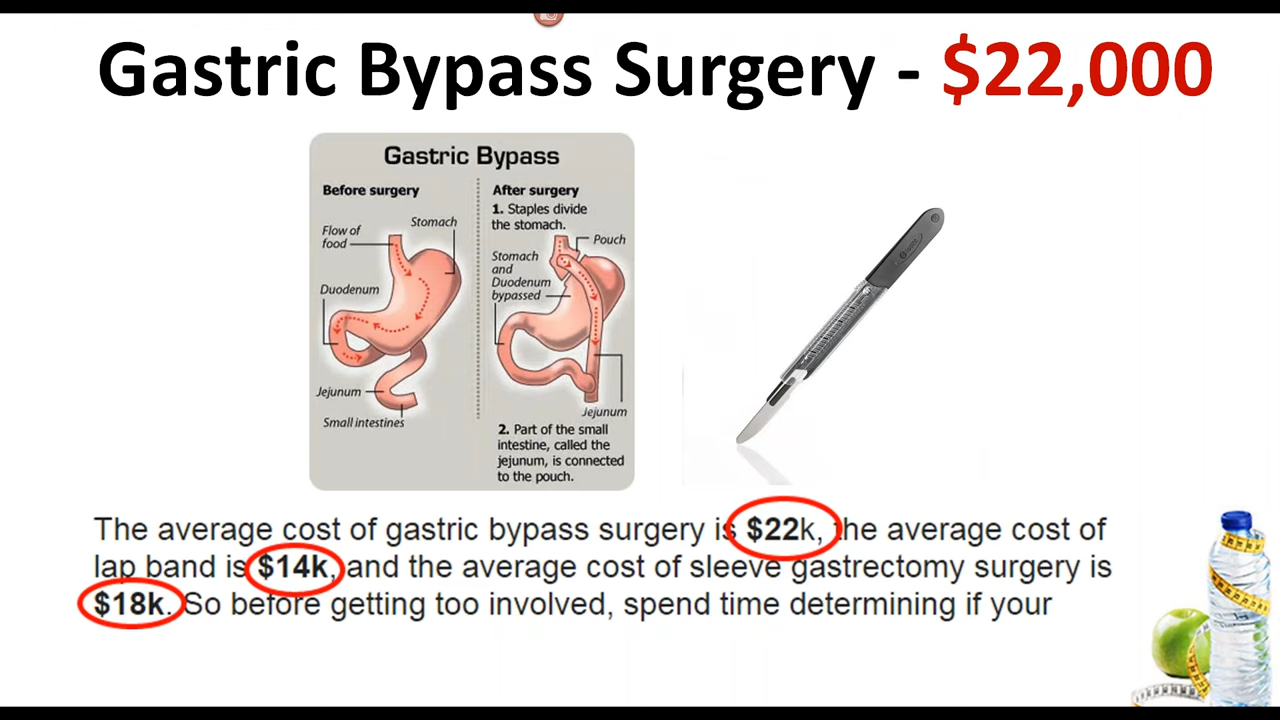 Gastric Bypass Surgery - $22,000
Gastric Bypass
Before surgery
Flow of
food
Stomach
Duodenum
Jejunum
Small intestines
After surgery
1. Staples divide
the stomach.
Pouch
Stomach
and
Duodenum
bypassed
Jejunum
2. Part of the small
intestine, called the
jejunum, is connected
to the pouch.
The average cost of gastric bypass surgery is $22k, the average cost of
lap band is $14k, and the average cost of sleeve gastrectomy surgery is
$18k. So before getting too involved, spend time determining if your